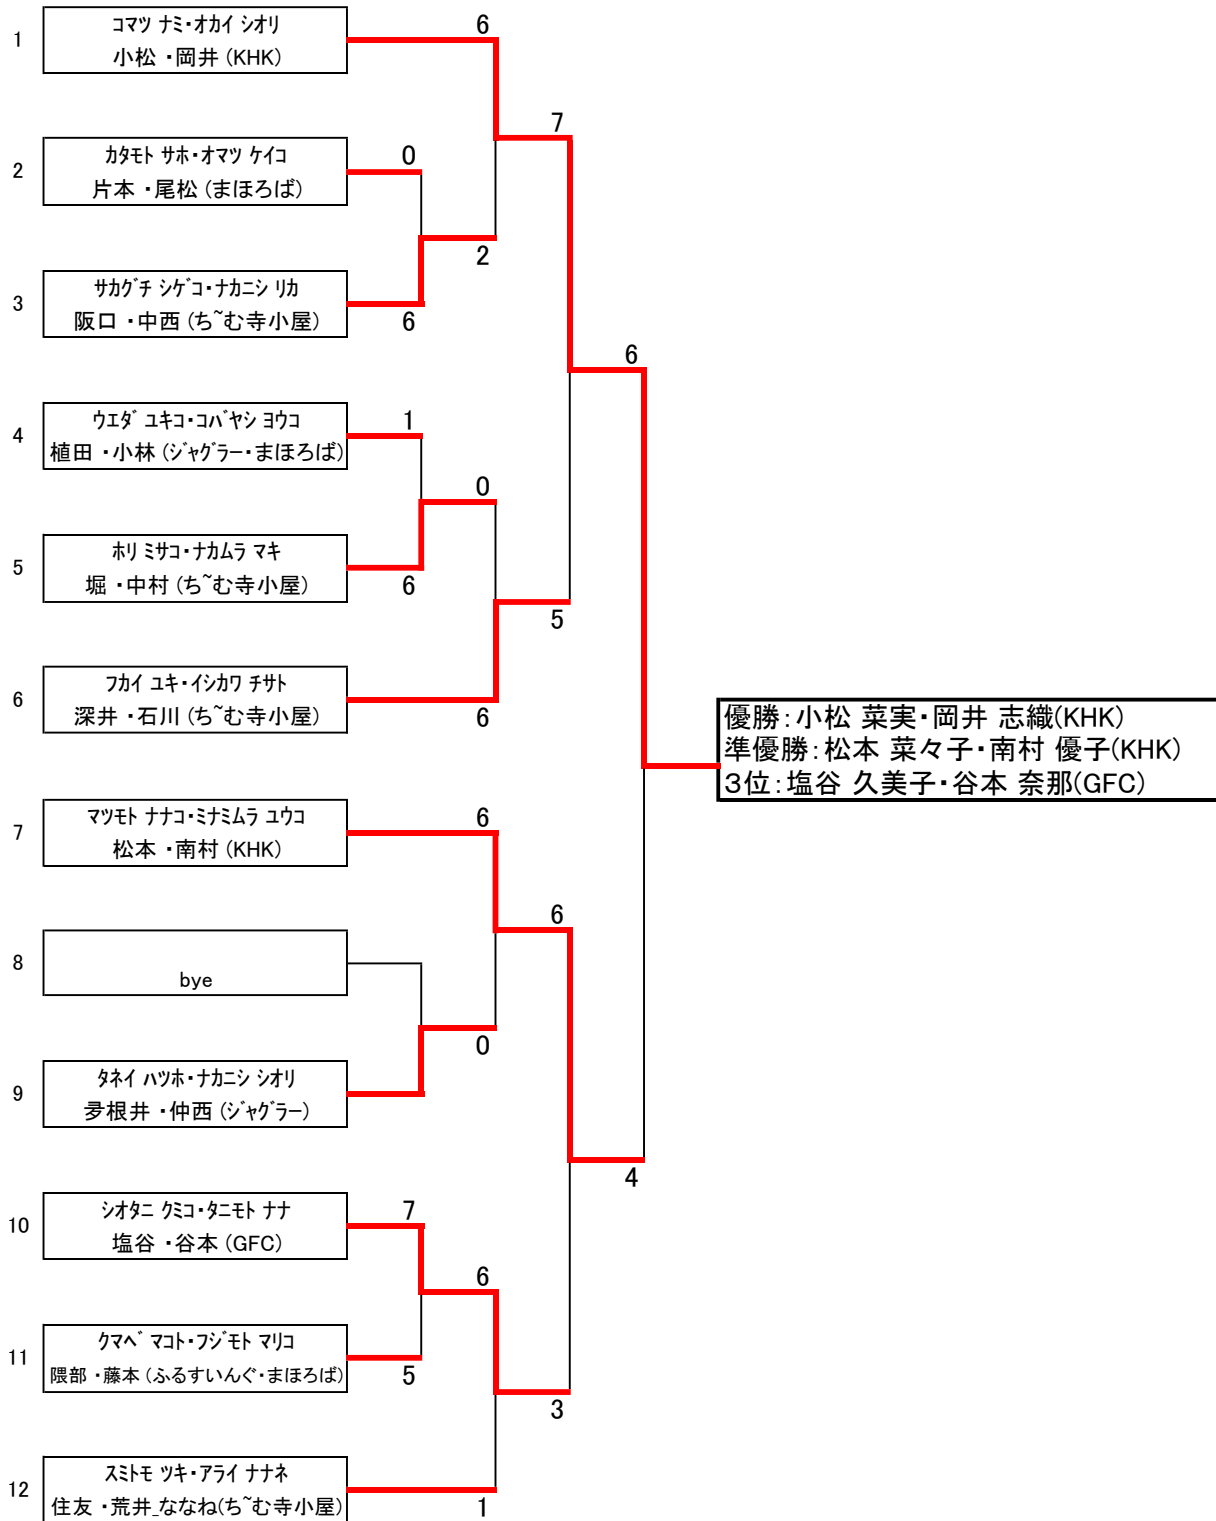 1
ｺﾏﾂ ﾅﾐ・ｵｶｲ ｼｵﾘ
小松 ・岡井 (KHK)
6
7
2
ｶﾀﾓﾄ ｻﾎ・ｵﾏﾂ ｹｲｺ
片本 ・尾松 (まほろば)
0
2
3
ｻｶｸﾞﾁ ｼｹﾞｺ・ﾅｶﾆｼ ﾘｶ
阪口 ・中西 (ち~む寺小屋)
6
6
4
ｳｴﾀﾞ ﾕｷｺ・ｺﾊﾞﾔｼ ﾖｳｺ
植田 ・小林 (ｼﾞｬｸﾞﾗｰ・まほろば)
1
0
5
ﾎﾘ ﾐｻｺ・ﾅｶﾑﾗ ﾏｷ
堀 ・中村 (ち~む寺小屋)
6
5
6
ﾌｶｲ ﾕｷ・ｲｼｶﾜ ﾁｻﾄ
深井 ・石川 (ち~む寺小屋)
6
優勝：小松 菜実・岡井 志織(KHK)
準優勝：松本 菜々子・南村 優子(KHK)
３位：塩谷 久美子・谷本 奈那(GFC)
7
ﾏﾂﾓﾄ ﾅﾅｺ・ﾐﾅﾐﾑﾗ ﾕｳｺ
松本 ・南村 (KHK)
6
6
8
bye
0
9
ﾀﾈｲ ﾊﾂﾎ・ﾅｶﾆｼ ｼｵﾘ
夛根井 ・仲西 (ｼﾞｬｸﾞﾗｰ)
4
10
ｼｵﾀﾆ ｸﾐｺ・ﾀﾆﾓﾄ ﾅﾅ
塩谷 ・谷本 (GFC)
7
6
11
ｸﾏﾍﾞ ﾏｺﾄ・ﾌｼﾞﾓﾄ ﾏﾘｺ
隈部 ・藤本 (ふるすいんぐ・まほろば)
5
3
12
ｽﾐﾄﾓ ﾂｷ・ｱﾗｲ ﾅﾅﾈ
住友 ・荒井_ななね(ち~む寺小屋)
1